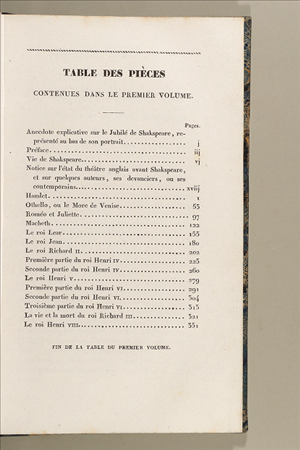 TABLE DES PIÈCES
CONTENUES DANS LE PREMIER VOLUME.
Pages.
Anecdote explicative sur le Jubilé de Shakspeare, re-
présenté au bas de son portrait. j
Préface. iij
Vie de Shakspeare. vj
Notice sur l'état du théâtre anglais avant Shakspeare,
et sur quelques auteurs, ses devanciers, ou ses
contemporains. xviij
Hamlet. 1
Othello, ou le More de Venise. 53
Roméo et Juliette. 97
Macbeth. 122
Le roi Lear. 155
Le roi Jean. 180
Le roi Richard II. 202
Première partie du roi Henri IV. 225
Seconde partie du roi Henri IV. 260
Le roi Henri V. 279
Première partie du roi Henri VI. 291
Seconde partie du roi Henri VI. 304
Troisième partie du roi Henri VI. 313
La vie et la mort du roi Richard III. 321
Le roi Henri VIII. 351
FIN DE LA TABLE DU PREMIER VOLUME.